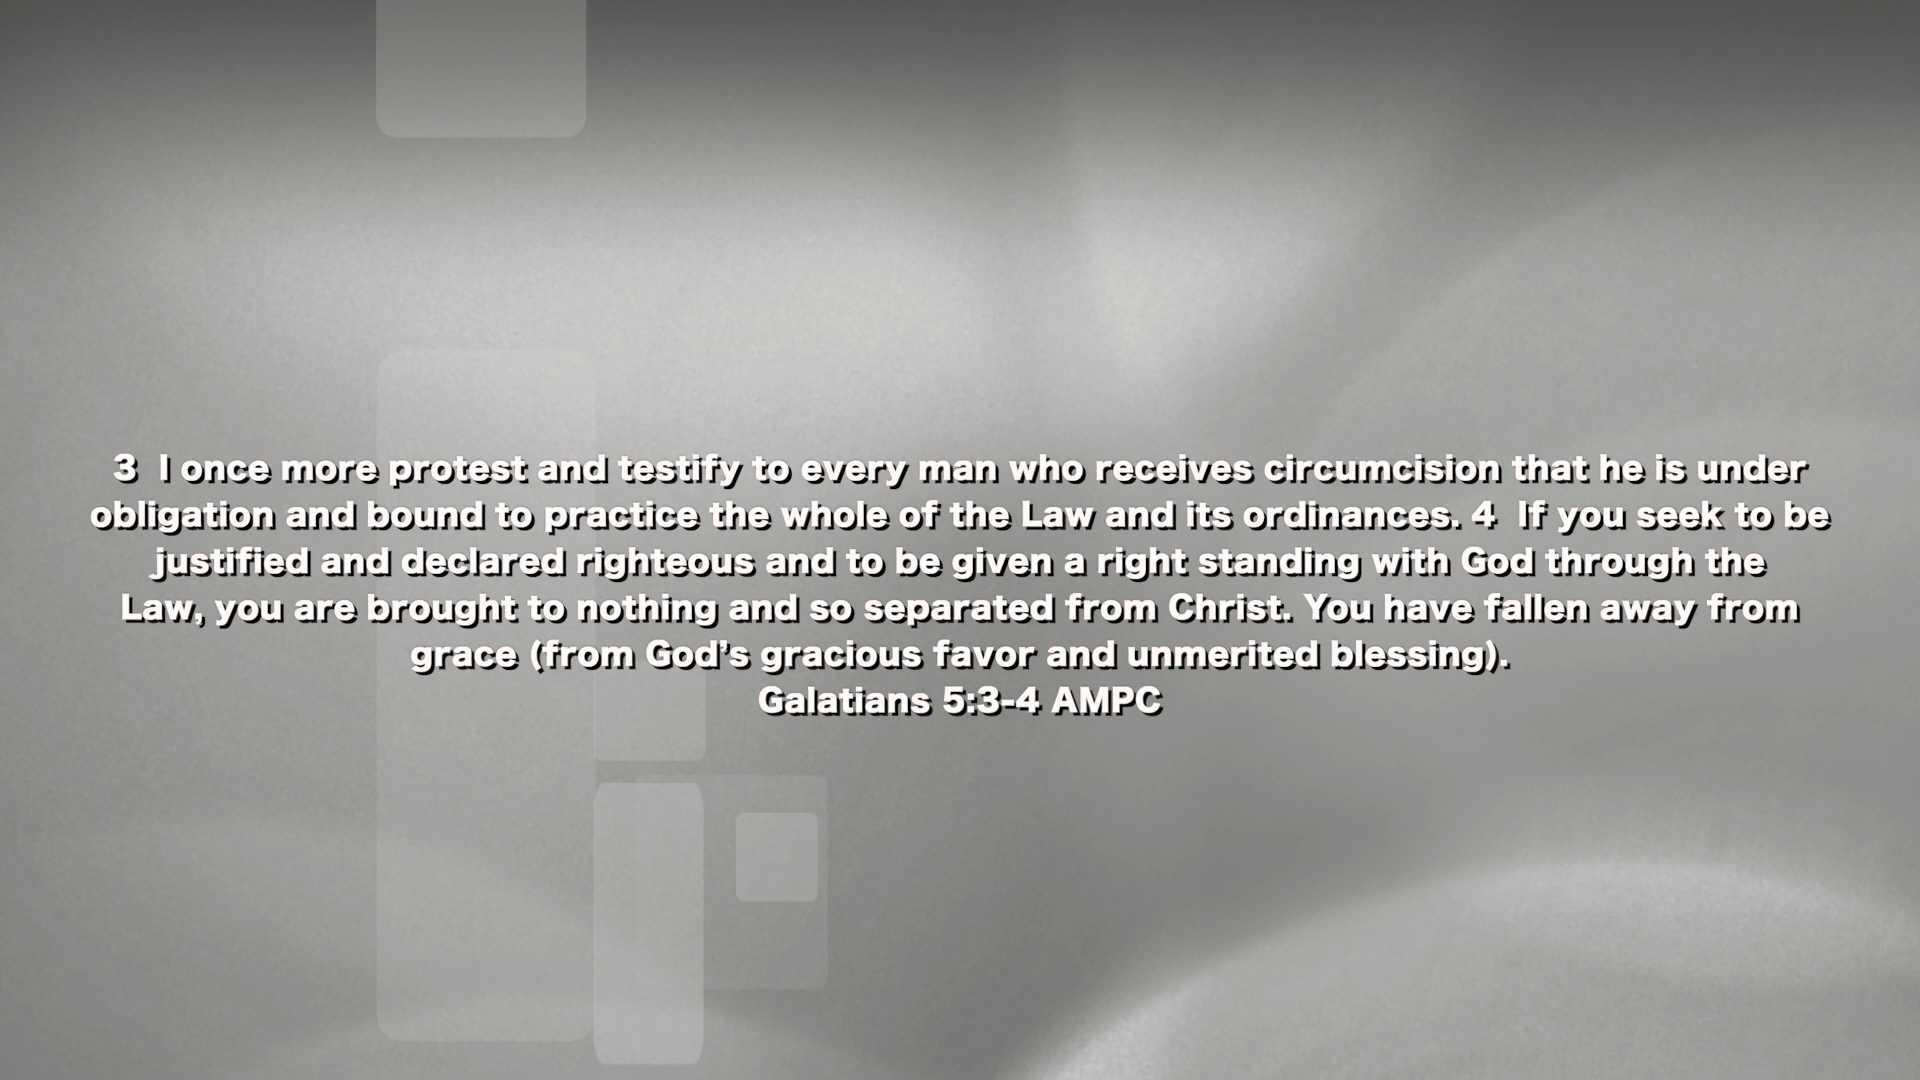 3  I once more protest and testify to every man who receives circumcision that he is under
obligation and bound to practice the whole of the Law and its ordinances. 4  If you seek to be
justified and declared righteous and to be given a right standing with God through the
Law, you are brought to nothing and so separated from Christ. You have fallen away from
grace (from God’s gracious favor and unmerited blessing).
Galatians 5:3-4 AMPC